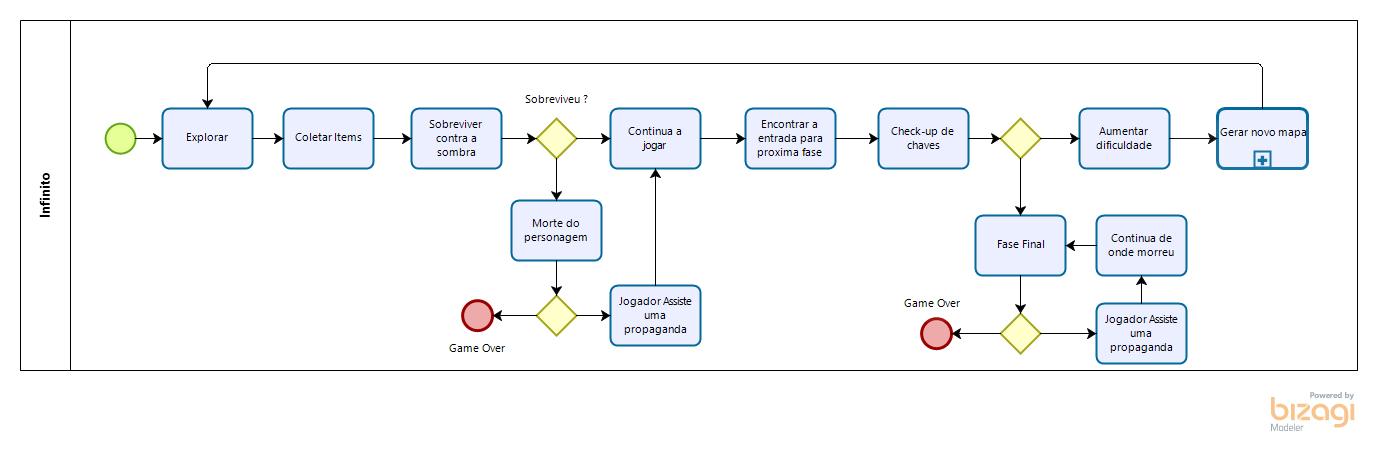 Infinito
Sobreviveu ?
Explorar
Coletar Items
Sobreviver
contra a
sombra
Continua a
jogar
Encontrar a
entrada para
proxima fase
Check-up de
chaves
Aumentar
dificuldade
Gerar novo mapa
Morte do
personagem
Fase Final
Continua de
onde morreu
Jogador Assiste
uma
propaganda
Game Over
Game Over
Jogador Assiste
uma
propaganda
Powered by
bizagi
Modeler